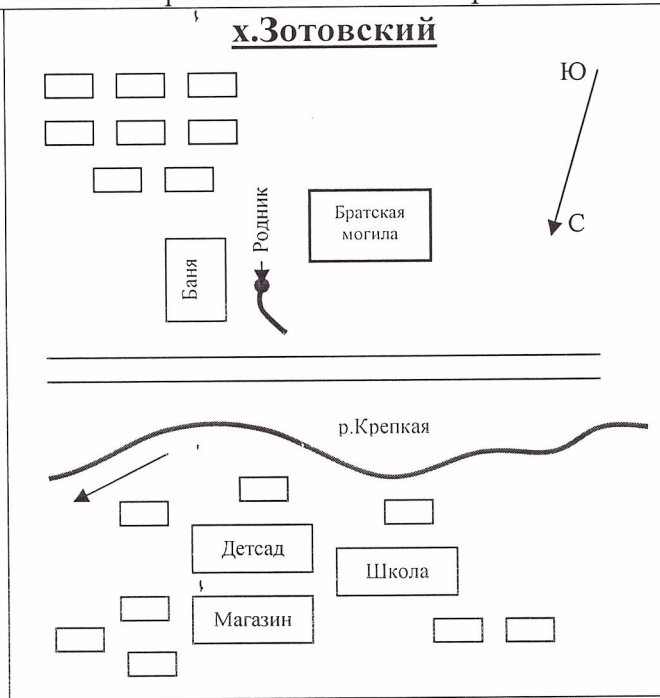 х.Зотовский
Ю
С
Родник
Братская
могила
Баня
р.Крепкая
Детсад
Школа
Магазин